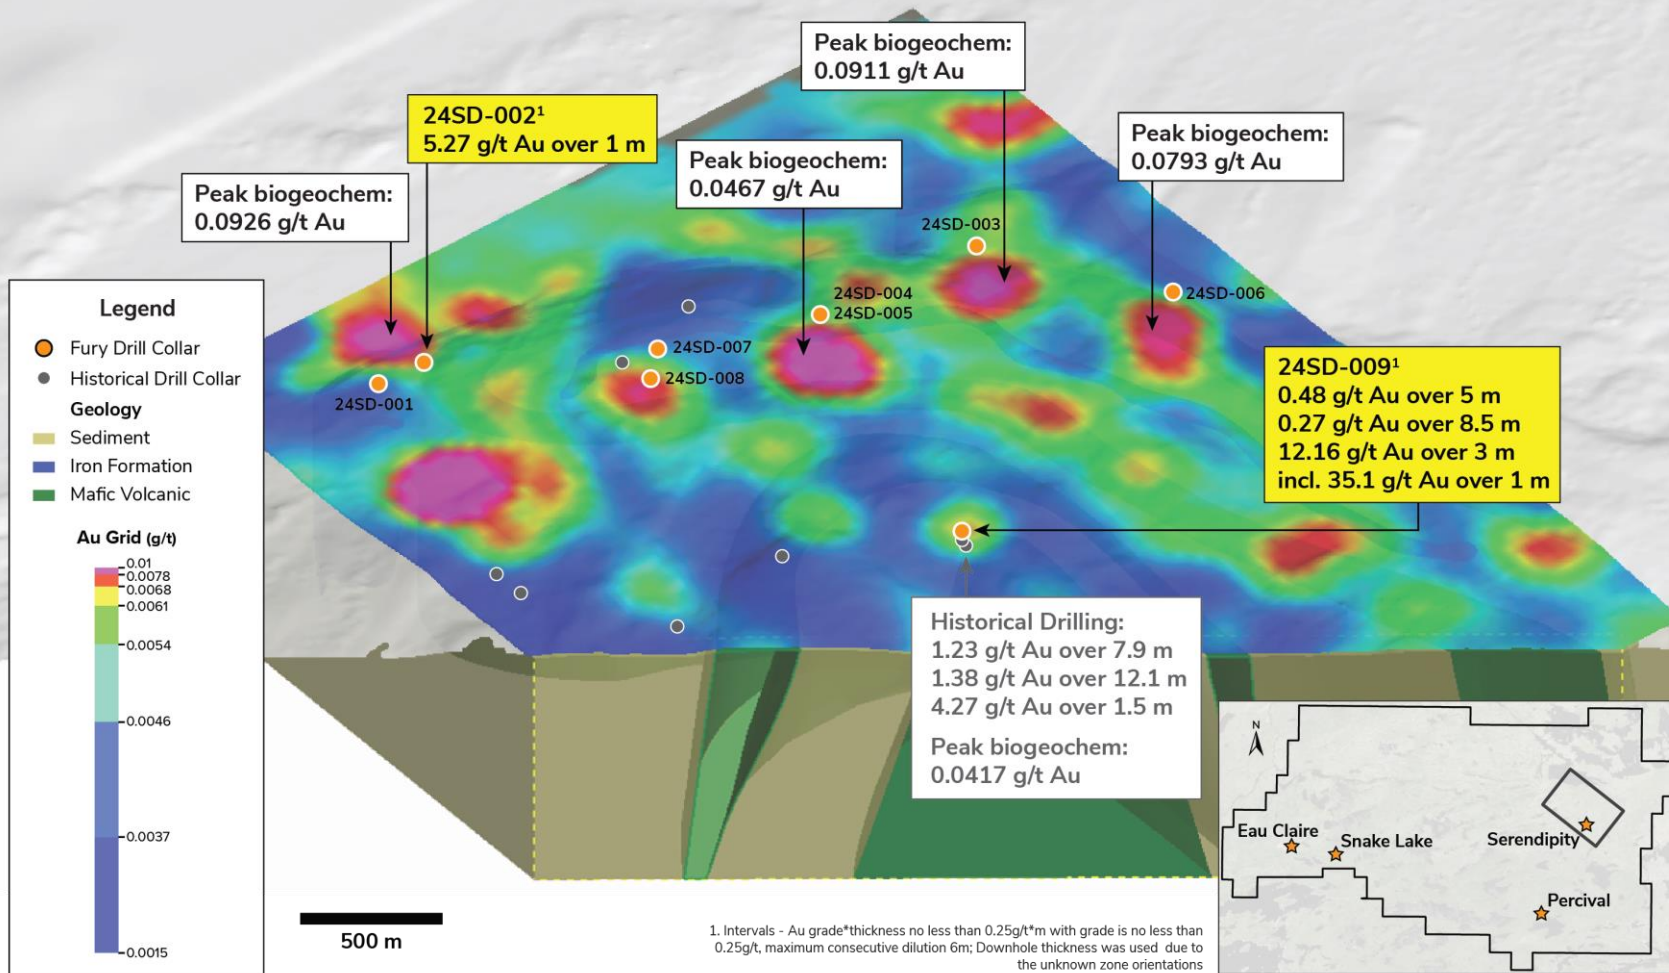 Peak biogeochem:
0.0911 g/t Au
24SD-002¹
5.27 g/t Au over 1 m
Peak biogeochem:
0.0793 g/t Au
Peak biogeochem:
0.0467 g/t Au
Peak biogeochem:
0.0926 g/t Au
24SD-003
24SD-004
24SD-005
24SD-006
24SD-007
24SD-008
24SD-001
24SD-009¹
0.48 g/t Au over 5 m
0.27 g/t Au over 8.5 m
12.16 g/t Au over 3 m
incl. 35.1 g/t Au over 1 m
Legend
Fury Drill Collar
Historical Drill Collar
Geology
Sediment
Iron Formation
Mafic Volcanic
Au Grid (g/t)
0.01
0.0078
0.0068
0.0061
0.0054
0.0046
0.0037
0.0015
Historical Drilling:
1.23 g/t Au over 7.9 m
1.38 g/t Au over 12.1 m
4.27 g/t Au over 1.5 m
Peak biogeochem:
0.0417 g/t Au
500 m
1. Intervals - Au grade*thickness no less than 0.25g/t*m with grade is no less than
0.25g/t, maximum consecutive dilution 6m; Downhole thickness was used due to
the unknown zone orientations
N
Eau Claire
Snake Lake
Serendipity
Percival